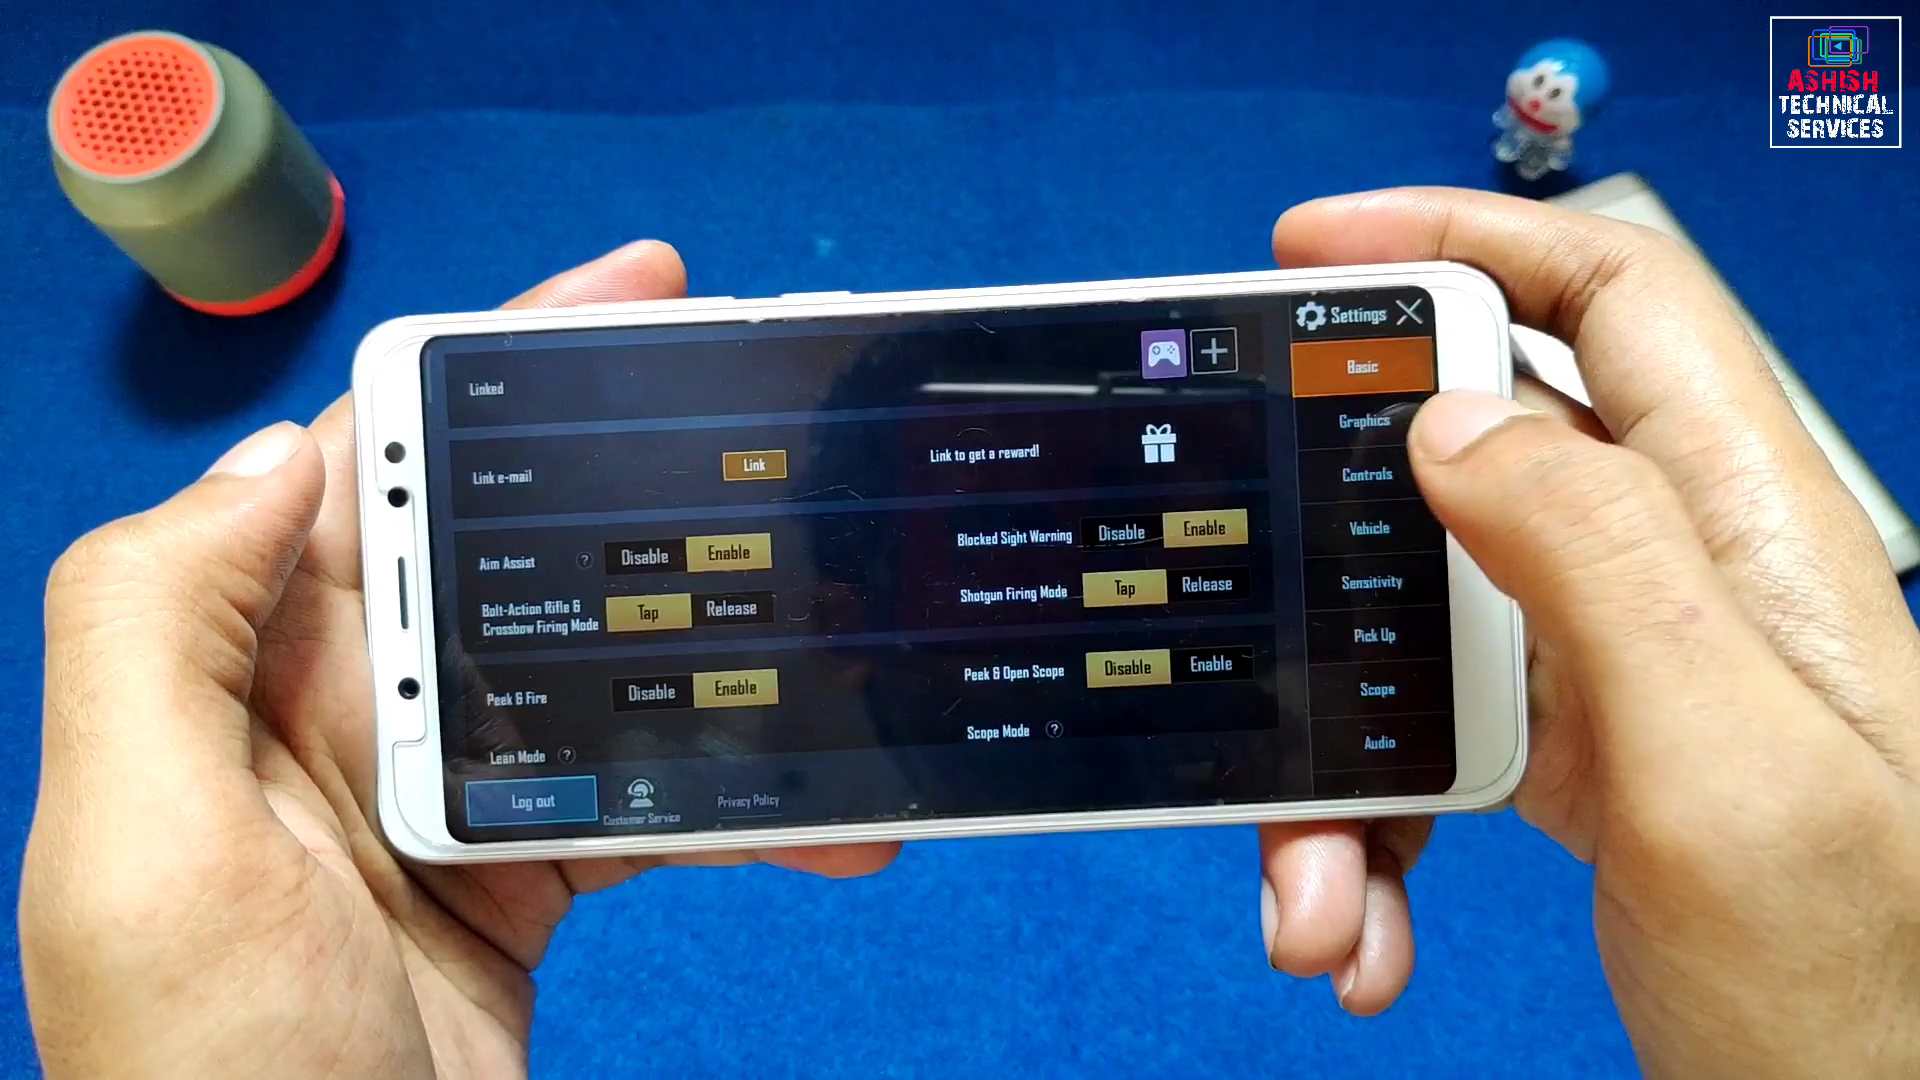 ASHISH
TECHNICAL
SERVICES
Settings
Linked
Basic
Link e-mail
Link
Link to get a reward!
Graphics
Controls
Aim Assist ? Disable Enable
Blocked Sight Warning Disable Enable
Vehicle
Bolt-Action Rifle &
Crossbow Firing Mode
Tap Release
Shotgun Firing Mode Tap Release
Sensitivity
Pick Up
Peek & Fire Disable Enable
Peek & Open Scope Disable Enable
Scope
Lean Mode ?
Scope Mode ?
Audio
Log out
Customer Service
Privacy Policy